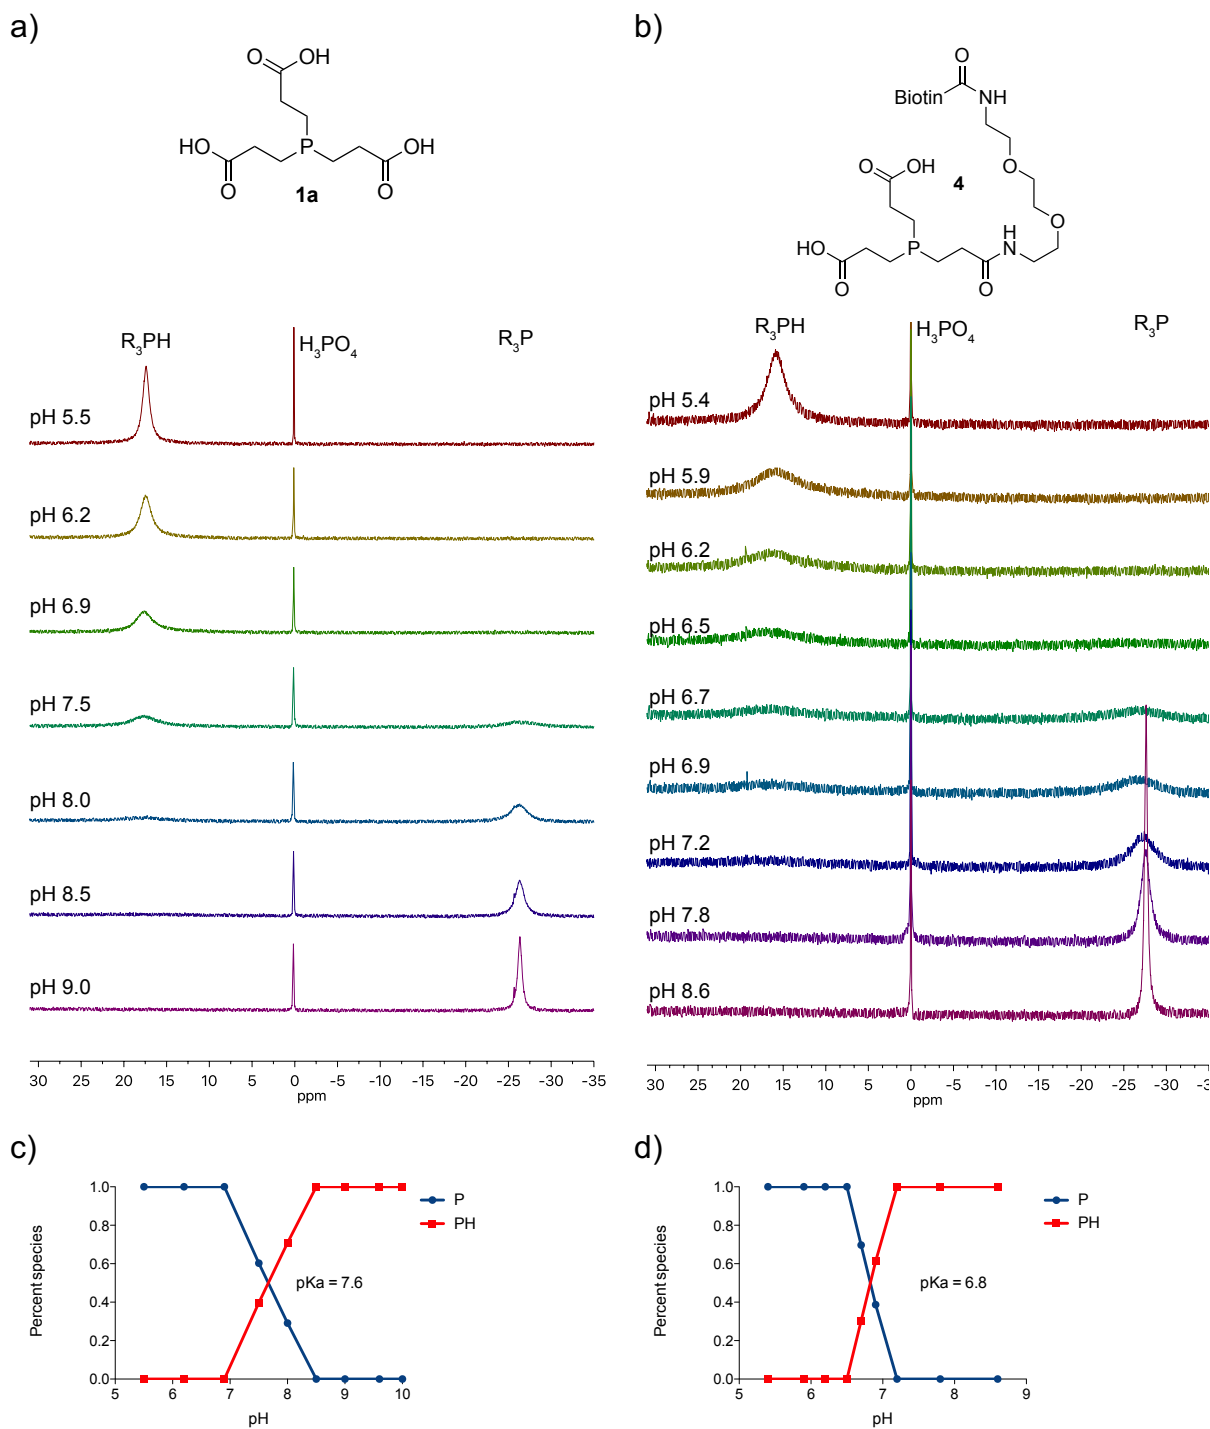 a)
O
OH
HO
P
OH
O
1a
O
R₃PH
H₃PO₄
R₃P
pH 5.5
pH 6.2
pH 6.9
pH 7.5
pH 8.0
pH 8.5
pH 9.0
30 25 20 15 10 5 0 -5 -10 -15 -20 -25 -30 -35
ppm
b)
O
Biotin
NH
O
O
OH
4
O
HO
P
H
N
O
O
R₃PH
H₃PO₄
R₃P
pH 5.4
pH 5.9
pH 6.2
pH 6.5
pH 6.7
pH 6.9
pH 7.2
pH 7.8
pH 8.6
30 25 20 15 10 5 0 -5 -10 -15 -20 -25 -30 -3
ppm
c)
Percent species
1.0
0.8
0.6
0.4
0.2
0.0
5 6 7 8 9 10
pH
pKa = 7.6
P
PH
d)
Percent species
1.0
0.8
0.6
0.4
0.2
0.0
5 6 7 8 9
pH
pKa = 6.8
P
PH